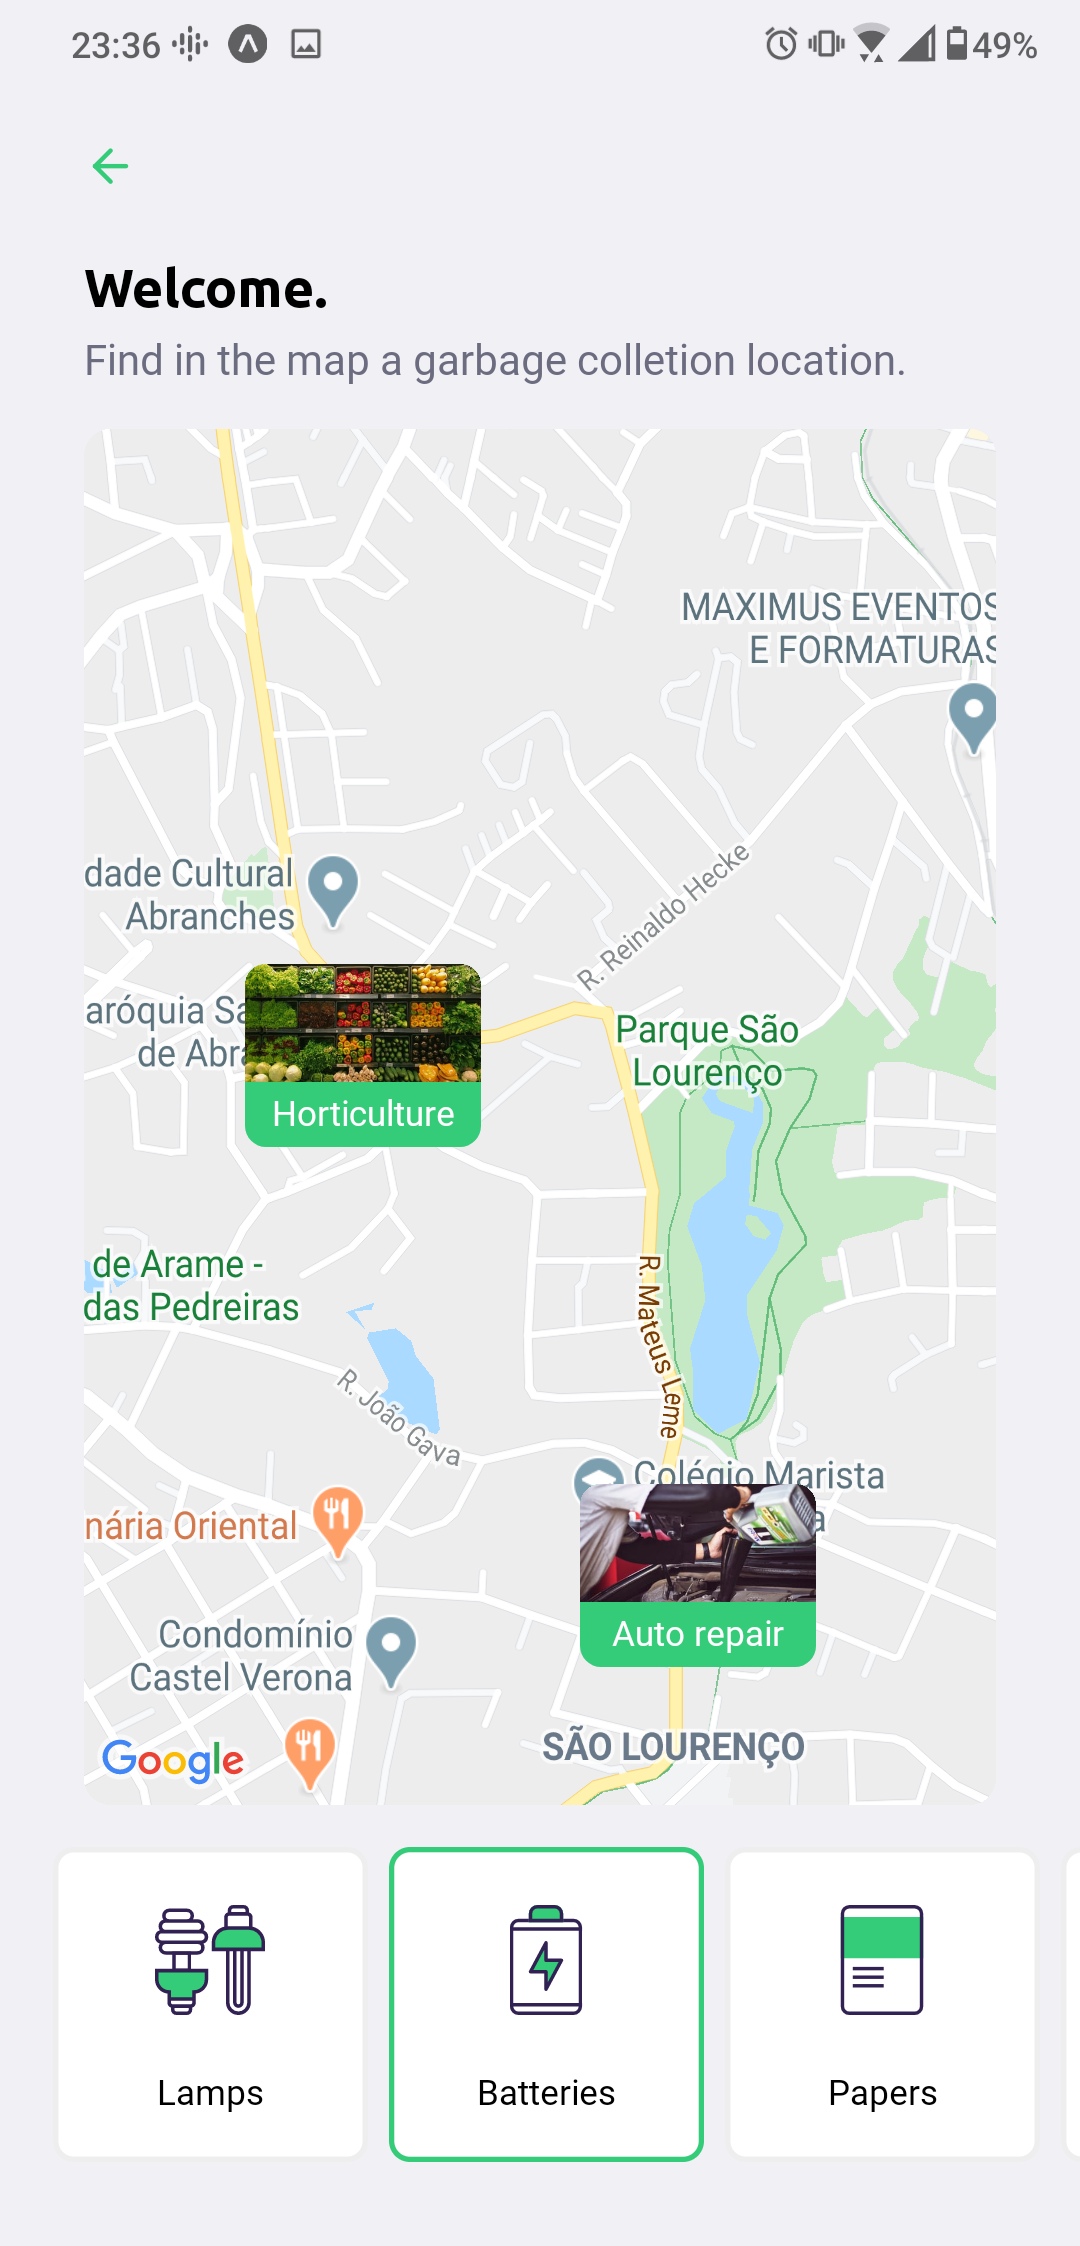 23:36
49%
Welcome.
Find in the map a garbage colletion location.
MAXIMUS EVENTOS
E FORMATURAS
dade Cultural
Abranches
R. Reinaldo Hecke
aróquia Sa
de Abra
Parque São
Lourenço
Horticulture
de Arame -
das Pedreiras
R. Mateus Leme
R. João Gava
Colégio Marista
a
nária Oriental
Auto repair
Condomínio
Castel Verona
SÃO LOURENÇO
Google
Lamps
Batteries
Papers